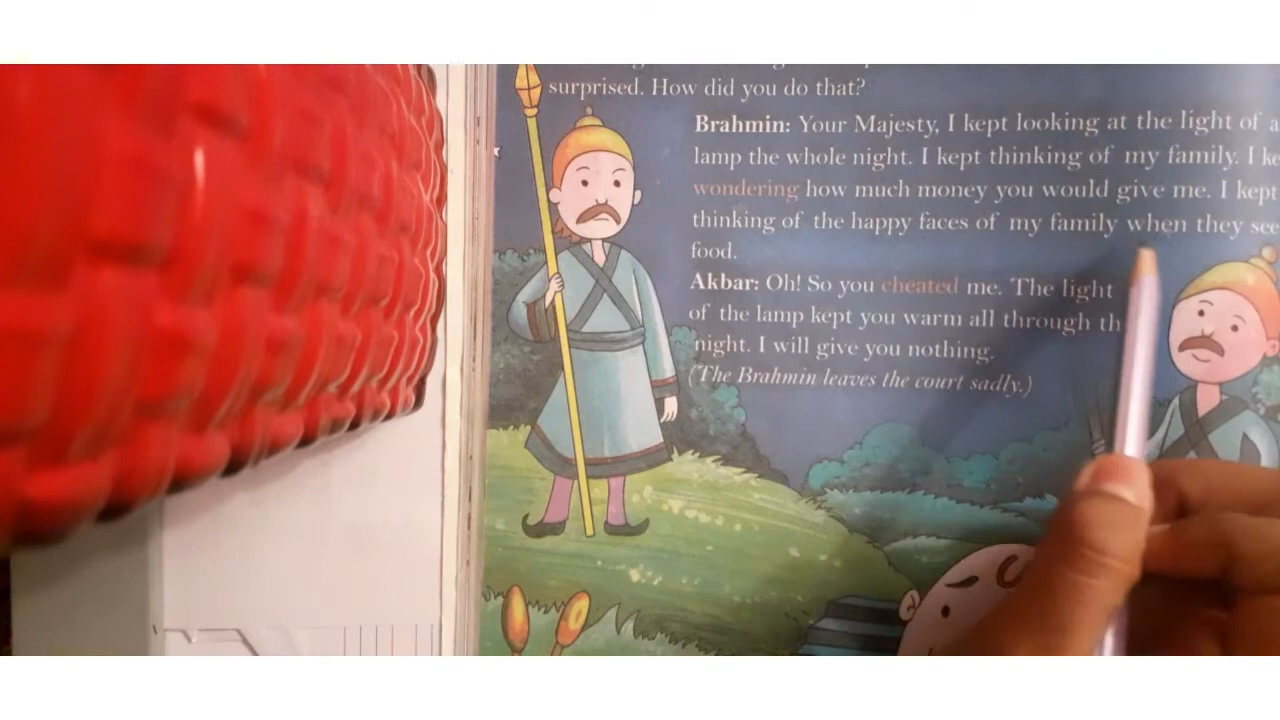 surprised. How did you do that?
Brahmin: Your Majesty, I kept looking at the light of a
lamp the whole night. I kept thinking of my family. I
wondering how much money you would give me. I kept
thinking of the happy faces of my family when they see
food.
Akbar: Oh! So you cheated me. The light
of the lamp kept you warm all through
night. I will give you nothing.
(The Brahmin leaves the court sadly.)